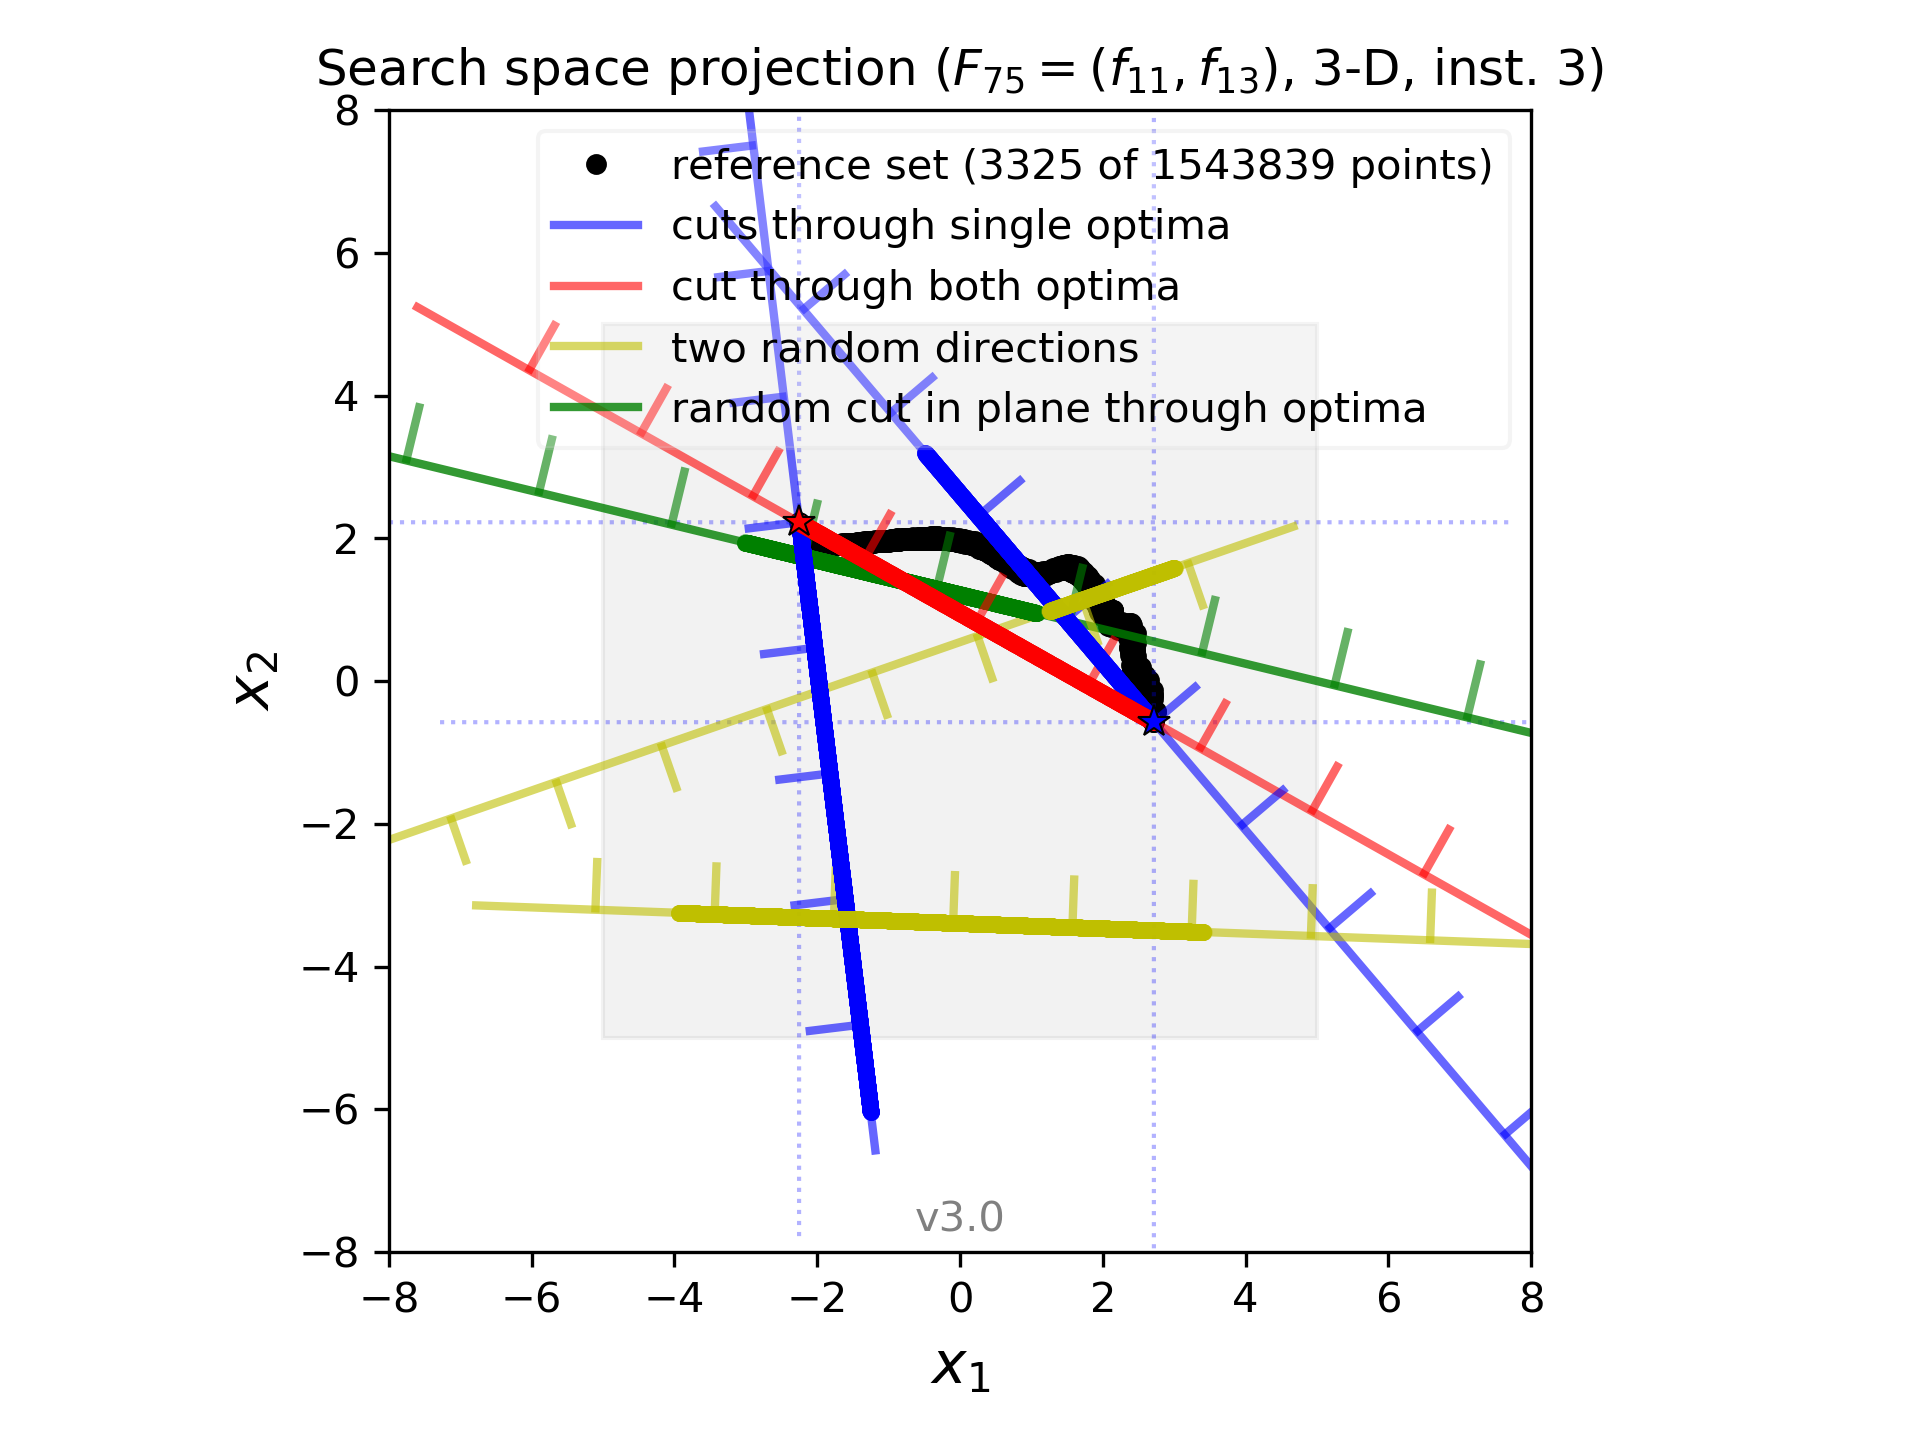 Search space projection (F75 = (f11, f13), 3-D, inst. 3)
8
6
4
2
0
−2
−4
−6
−8
x2
reference set (3325 of 1543839 points)
cuts through single optima
cut through both optima
two random directions
random cut in plane through optima
v3.0
−8 −6 −4 −2 0 2 4 6 8
x1